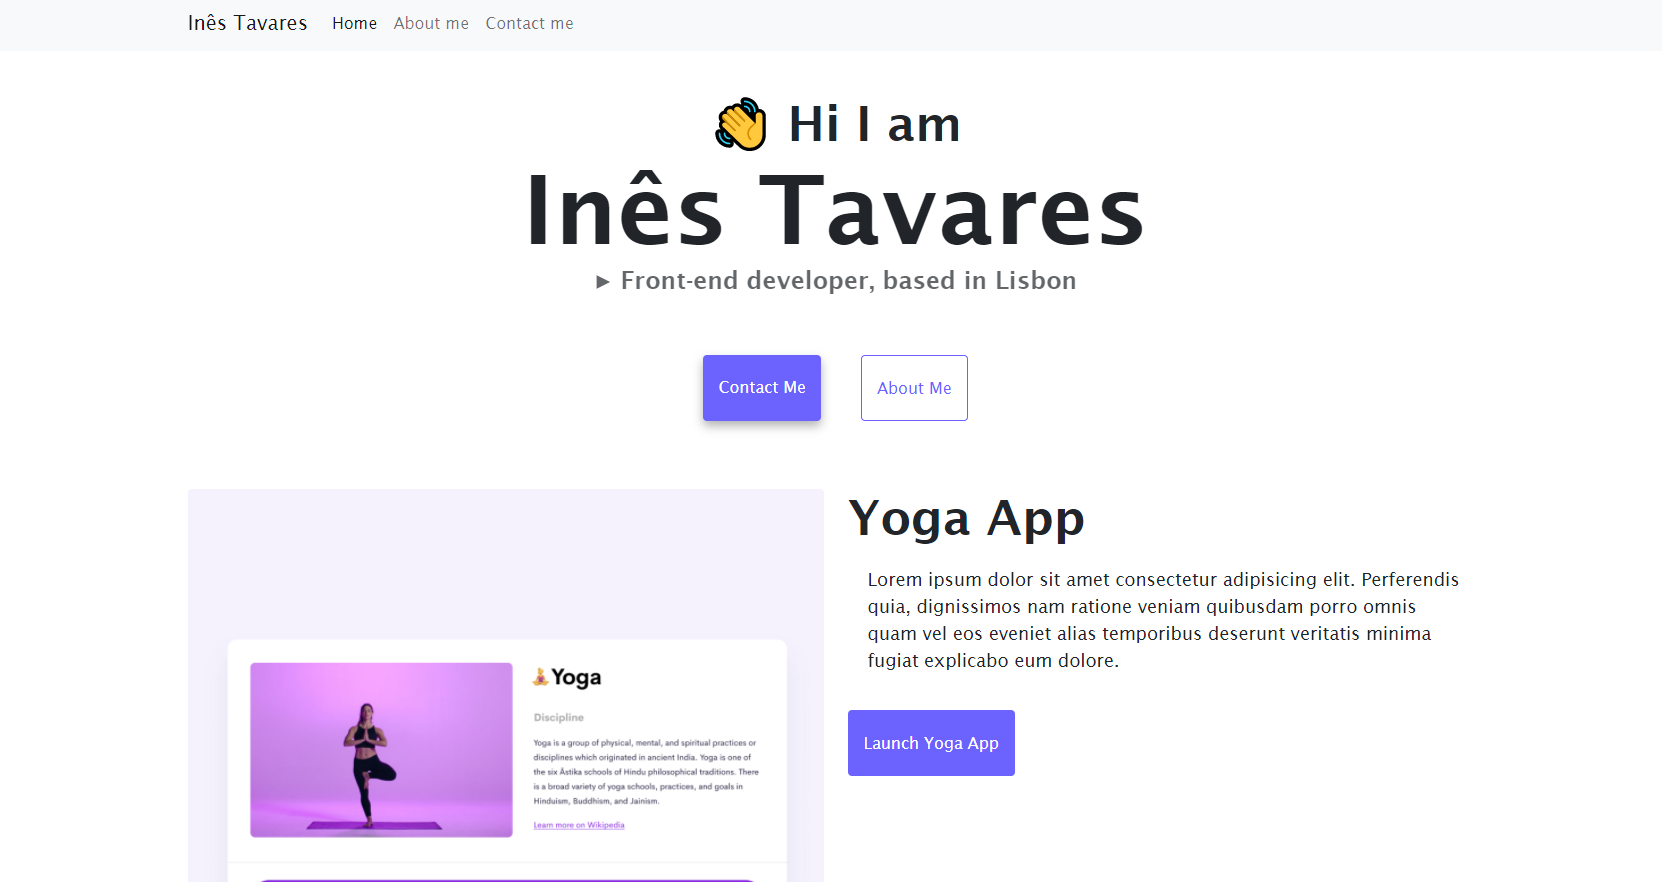 Inês Tavares Home About me Contact me
👋 Hi I am
Inês Tavares
▸ Front-end developer, based in Lisbon
Contact Me About Me
Yoga App
Lorem ipsum dolor sit amet consectetur adipisicing elit. Perferendis
quia, dignissimos nam ratione veniam quibusdam porro omnis
quam vel eos eveniet alias temporibus deserunt veritatis minima
fugiat explicabo eum dolore.
Launch Yoga App
🧘Yoga
Discipline
Yoga is a group of physical, mental, and spiritual practices or
disciplines which originated in ancient India. Yoga is one of
the six Āstika schools of Hindu philosophical traditions. There
is a broad variety of yoga schools, practices, and goals in
Hinduism, Buddhism, and Jainism.
Learn more on Wikipedia